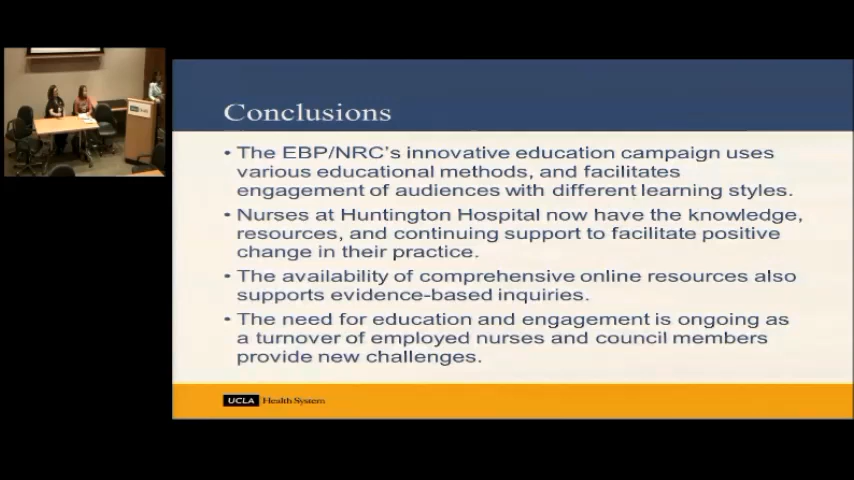 Conclusions
• The EBP/NRC's innovative education campaign uses
various educational methods, and facilitates
engagement of audiences with different learning styles.
• Nurses at Huntington Hospital now have the knowledge,
resources, and continuing support to facilitate positive
change in their practice.
• The availability of comprehensive online resources also
supports evidence-based inquiries.
• The need for education and engagement is ongoing as
a turnover of employed nurses and council members
provide new challenges.
UCLA Health System